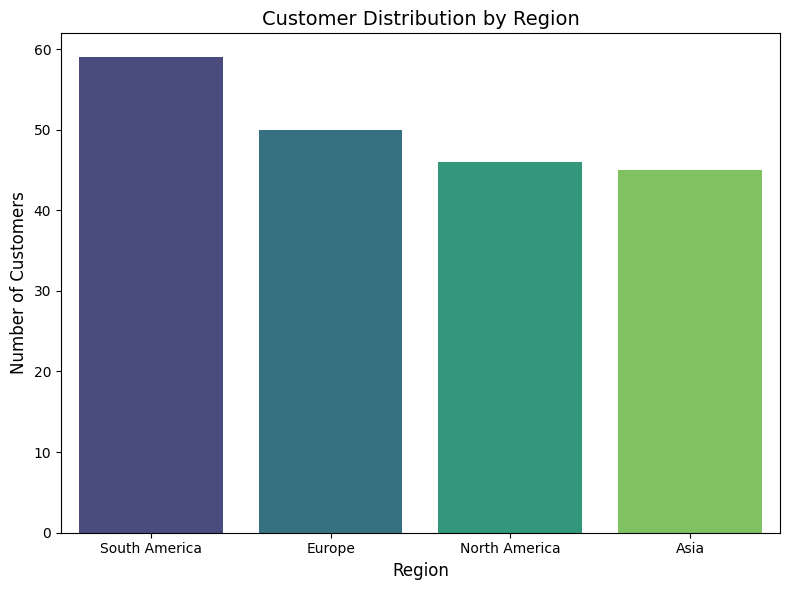 Customer Distribution by Region
Number of Customers
60
50
40
30
20
10
0
South America Europe North America Asia
Region